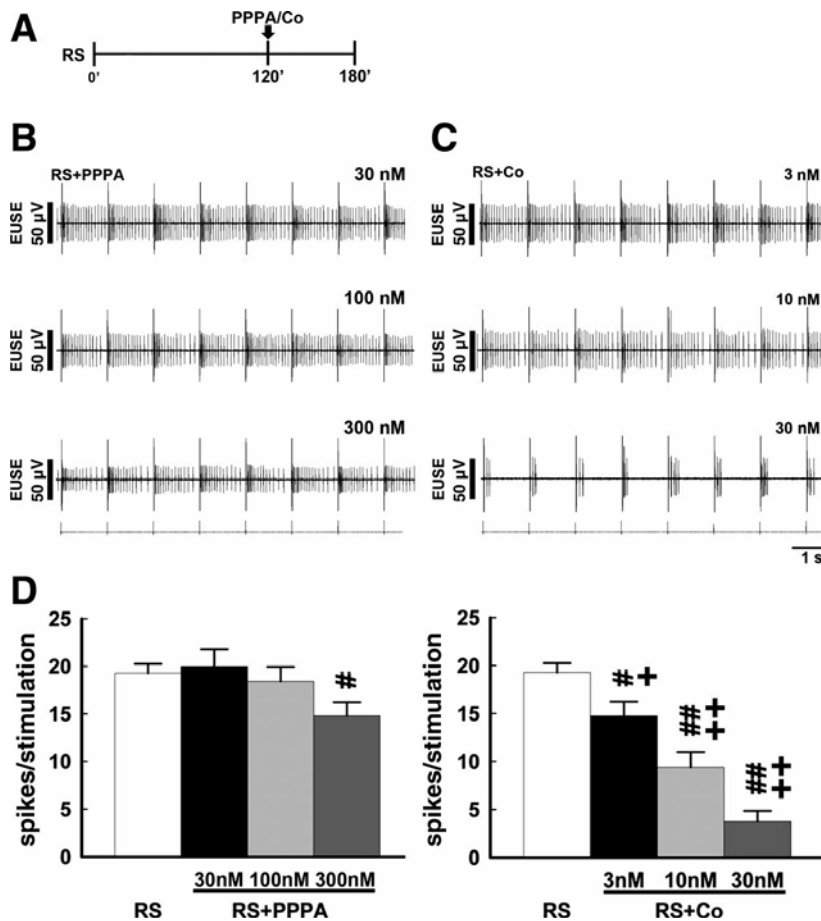 A
PPPA/Co
RS
0' 120' 180'
B
RS+PPPA
30 nM
EUSE
50 µV
100 nM
EUSE
50 µV
300 nM
EUSE
50 µV
C
RS+Co
3 nM
EUSE
50 µV
10 nM
EUSE
50 µV
30 nM
EUSE
50 µV
1 s
D
spikes/stimulation
25
20
15
10
5
0
#
30nM 100nM 300nM
RS RS+PPPA
spikes/stimulation
25
20
15
10
5
0
# +
## ++
## ++
3nM 10nM 30nM
RS RS+Co